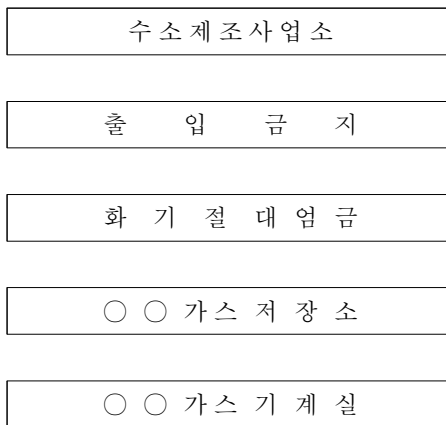 수소제조사업소
출 입 금 지
화 기 절 대 엄 금
○ ○ 가스 저 장 소
○ ○ 가스 기 계 실